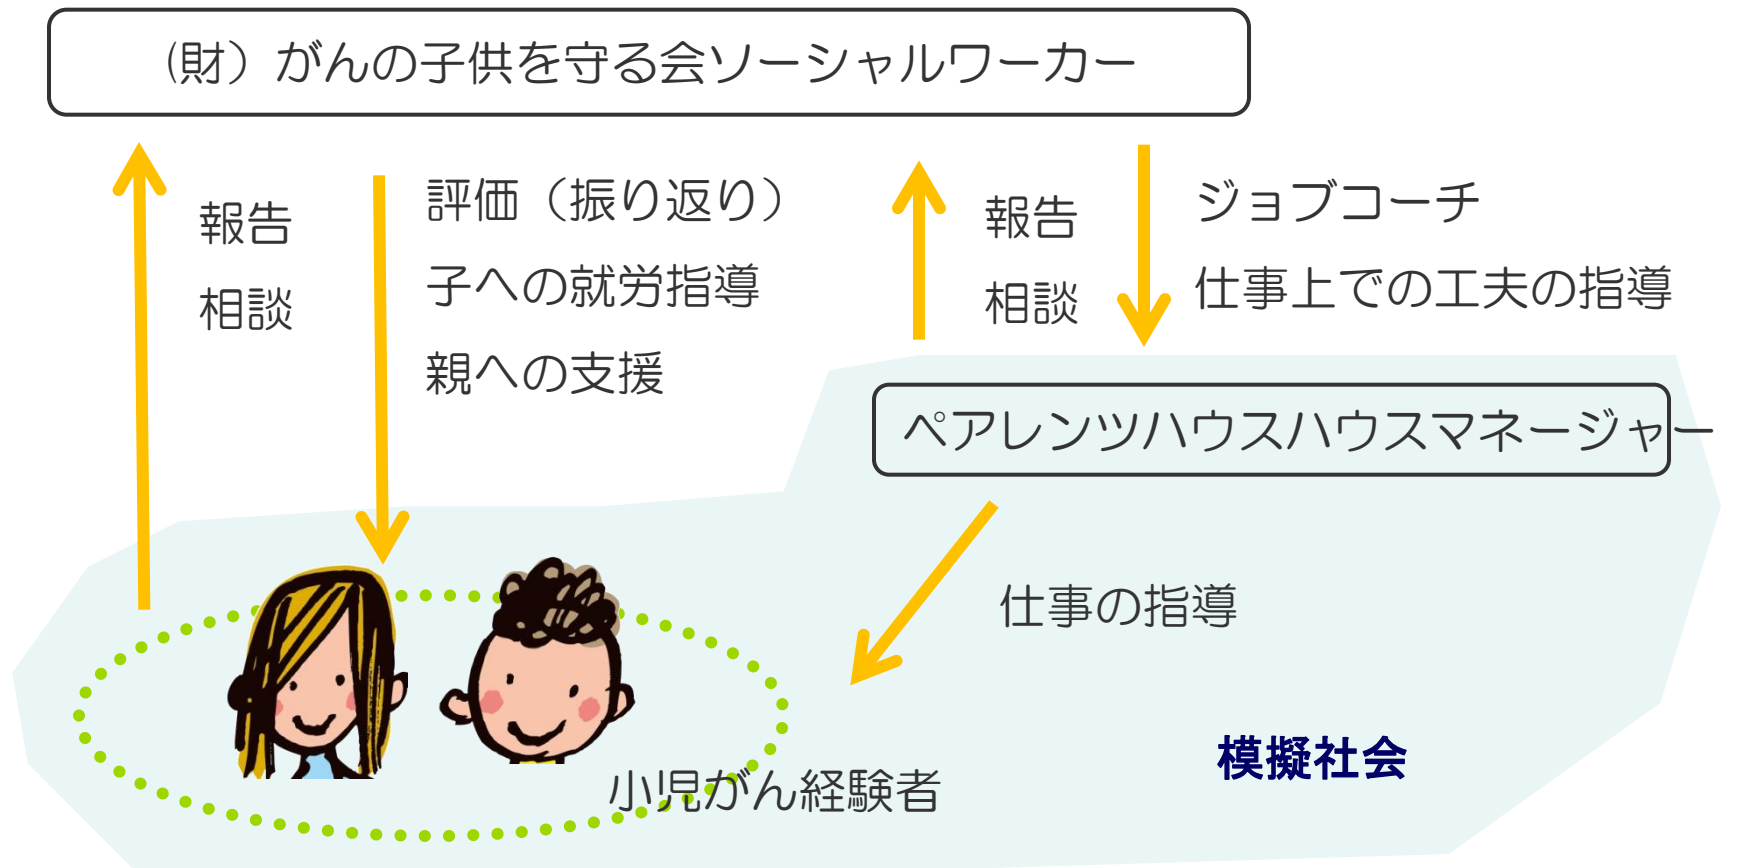 (財）がんの子供を守る会ソーシャルワーカー
報告
相談
評価（振り返り）
子への就労指導
親への支援
報告
相談
ジョブコーチ
仕事上での工夫の指導
ペアレンツハウスハウスマネージャー
仕事の指導
模擬社会
小児がん経験者